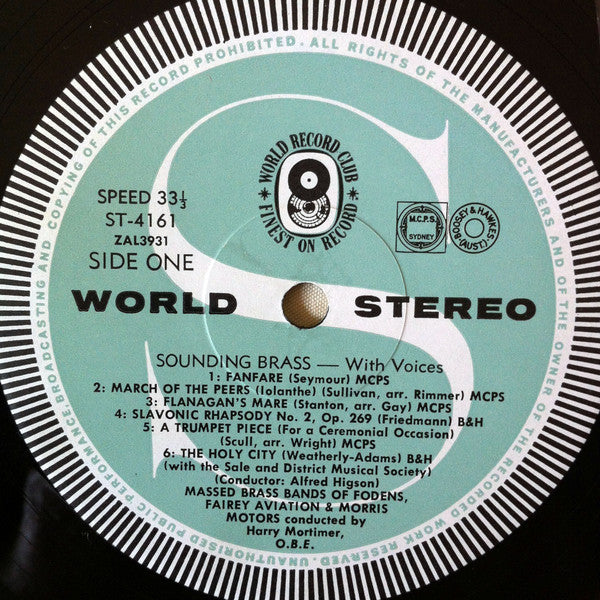 BROADCASTING AND COPYING OF THIS RECORD PROHIBITED. ALL RIGHTS OF THE MANUFACTURERS AND OF THE OWNER OF THE RECORDED WORK RESERVED. UNAUTHORISED PUBLIC PERFORMANCE
WORLD RECORD CLUB
FINEST ON RECORD
SPEED 33⅓
ST-4161
ZAL3931
SIDE ONE
M.C.P.S.
SYDNEY
BOOSEY & HAWKES
(AUST.)
WORLD STEREO
SOUNDING BRASS — With Voices
1: FANFARE (Seymour) MCPS
2: MARCH OF THE PEERS (Iolanthe) (Sullivan, arr. Rimmer) MCPS
3: FLANAGAN'S MARE (Stanton, arr. Gay) MCPS
4: SLAVONIC RHAPSODY No. 2, Op. 269 (Friedmann) B&H
5: A TRUMPET PIECE (For a Ceremonial Occasion)
(Scull, arr. Wright) MCPS
6: THE HOLY CITY (Weatherly-Adams) B&H
(with the Sale and District Musical Society)
(Conductor: Alfred Higson)
MASSED BRASS BANDS OF FODENS,
FAIREY AVIATION & MORRIS
MOTORS conducted by
Harry Mortimer,
O.B.E.